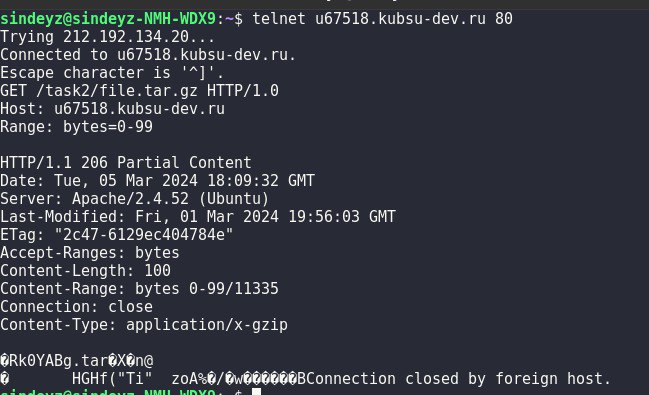 sindeyz@sindeyz-NMH-WDX9:~$ telnet u67518.kubsu-dev.ru 80
Trying 212.192.134.20...
Connected to u67518.kubsu-dev.ru.
Escape character is '^]'.
GET /task2/file.tar.gz HTTP/1.0
Host: u67518.kubsu-dev.ru
Range: bytes=0-99
HTTP/1.1 206 Partial Content
Date: Tue, 05 Mar 2024 18:09:32 GMT
Server: Apache/2.4.52 (Ubuntu)
Last-Modified: Fri, 01 Mar 2024 19:56:03 GMT
ETag: "2c47-6129ec404784e"
Accept-Ranges: bytes
Content-Length: 100
Content-Range: bytes 0-99/11335
Connection: close
Content-Type: application/x-gzip
�Rk0YABg.tar�X�n@
� HGHf("Ti" zoA%�/�w������BConnection closed by foreign host.
sindeyz@sindeyz-NMH-WDX9:~$